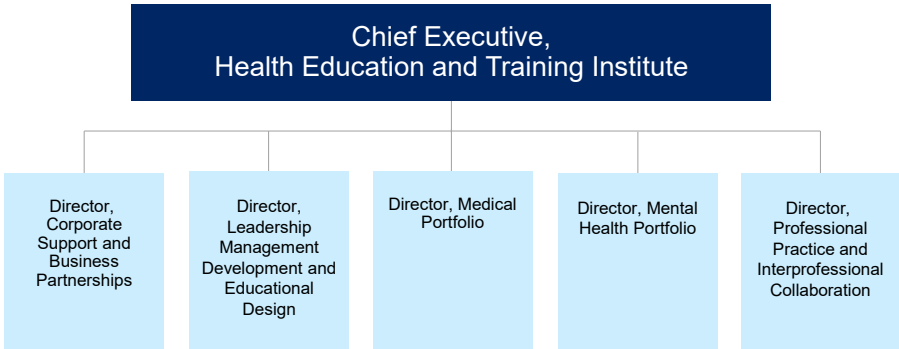 Chief Executive,
Health Education and Training Institute
Director,
Corporate
Support and
Business
Partnerships
Director,
Leadership
Management
Development and
Educational
Design
Director, Medical
Portfolio
Director, Mental
Health Portfolio
Director,
Professional
Practice and
Interprofessional
Collaboration